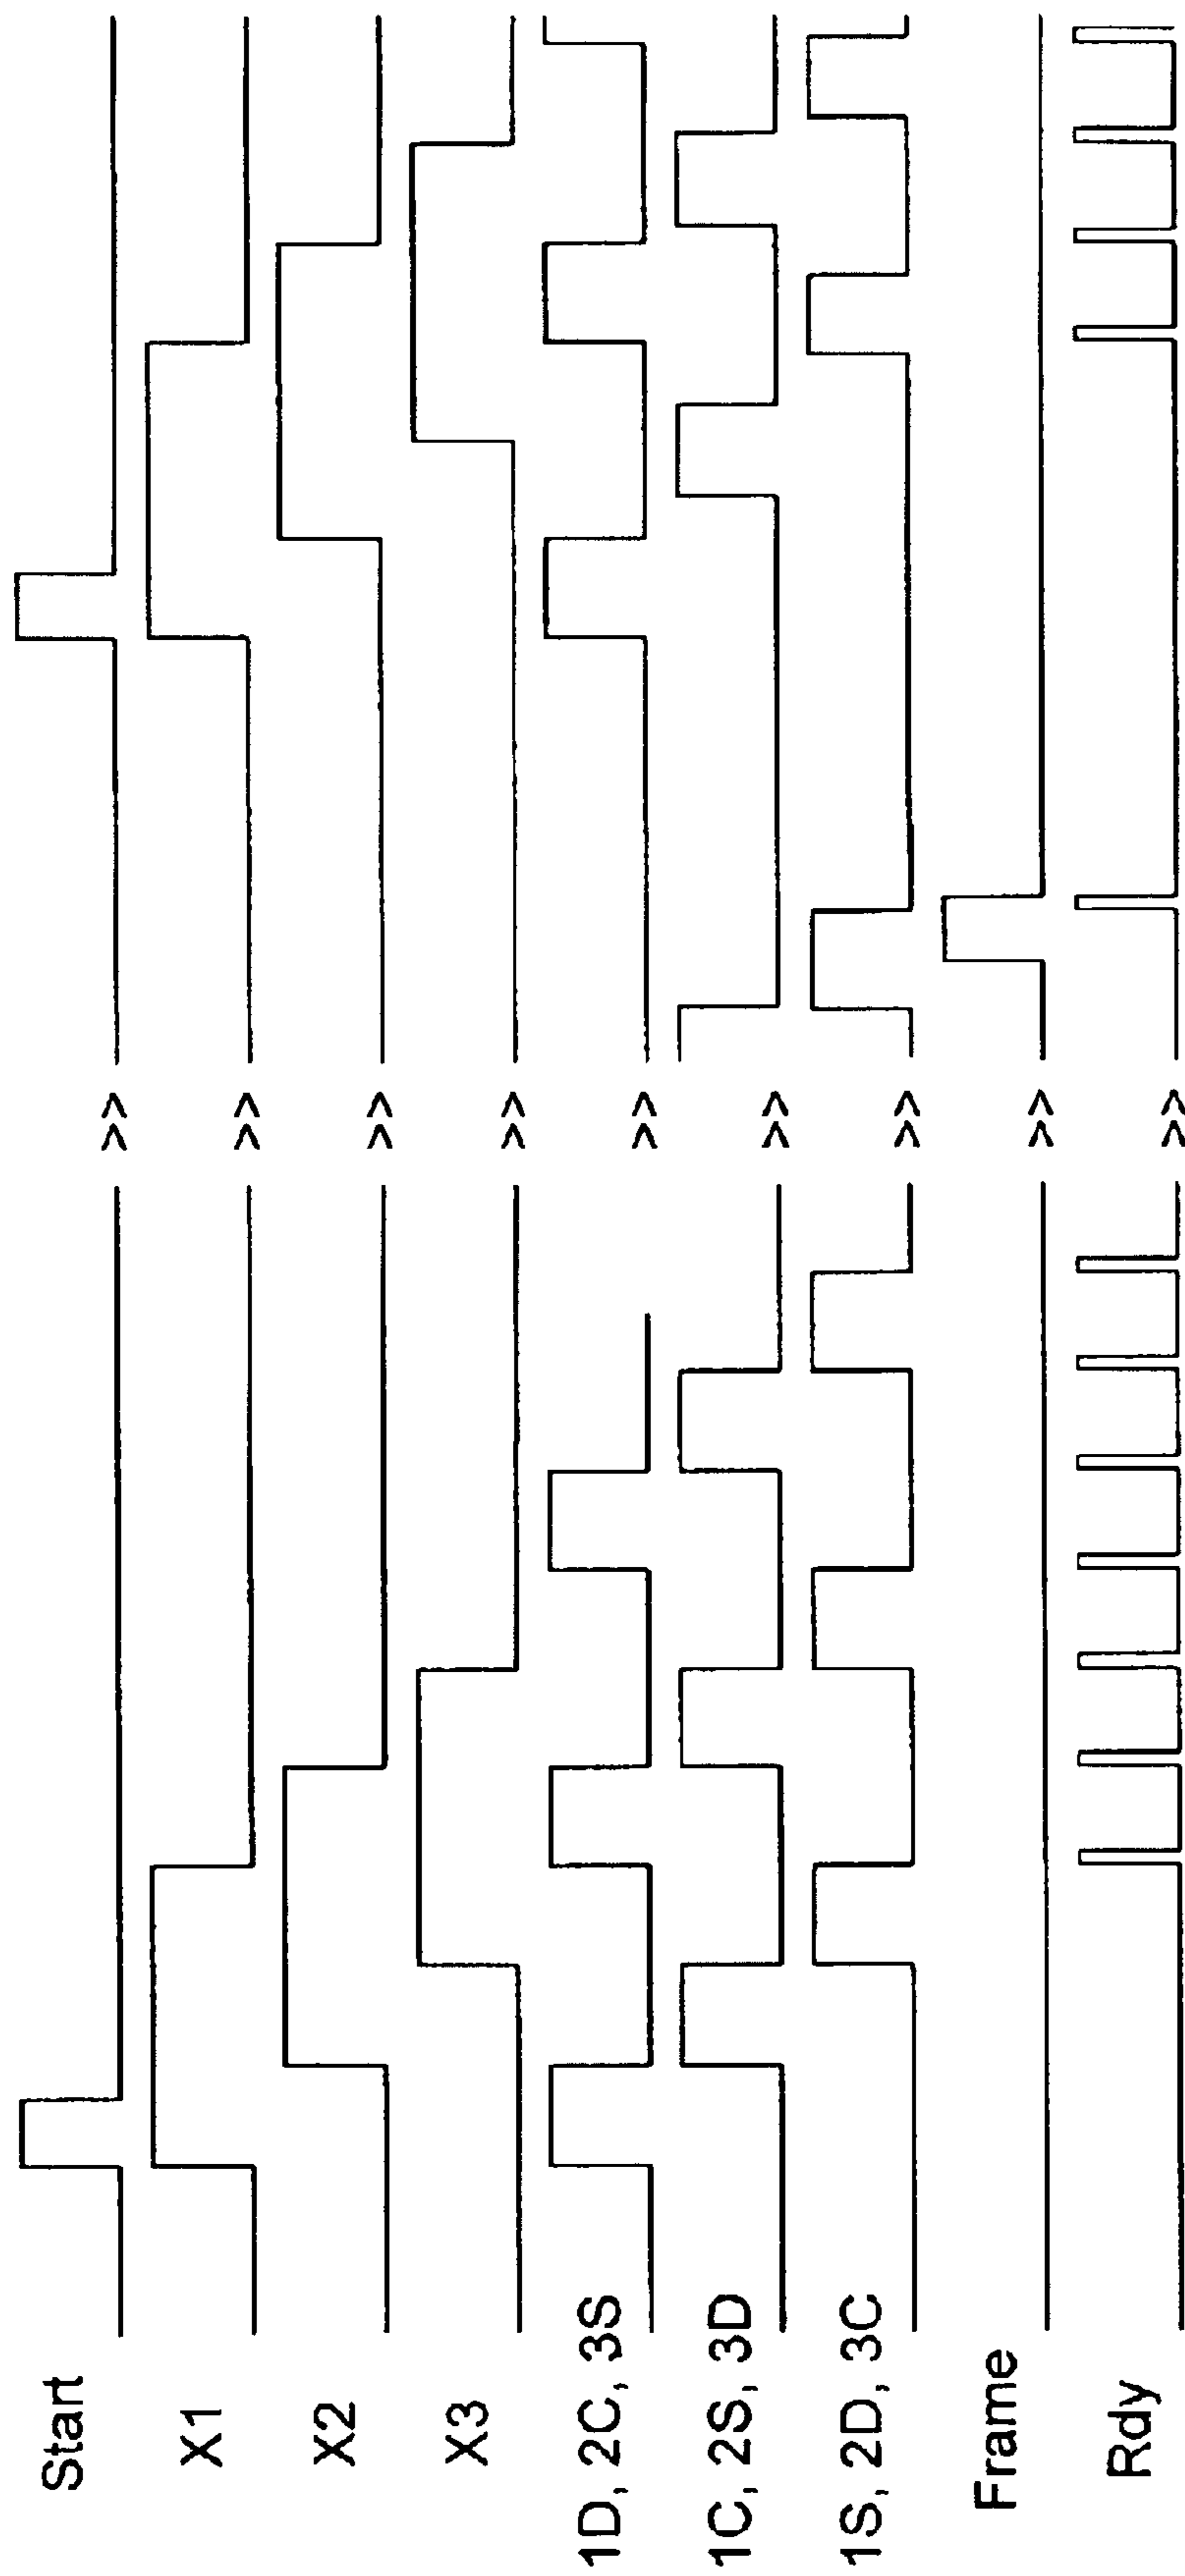 Start >>
X1 >>
X2 >>
X3 >>
1D, 2C, 3S >>
1C, 2S, 3D >>
1S, 2D, 3C >>
Frame >>
Rdy >>